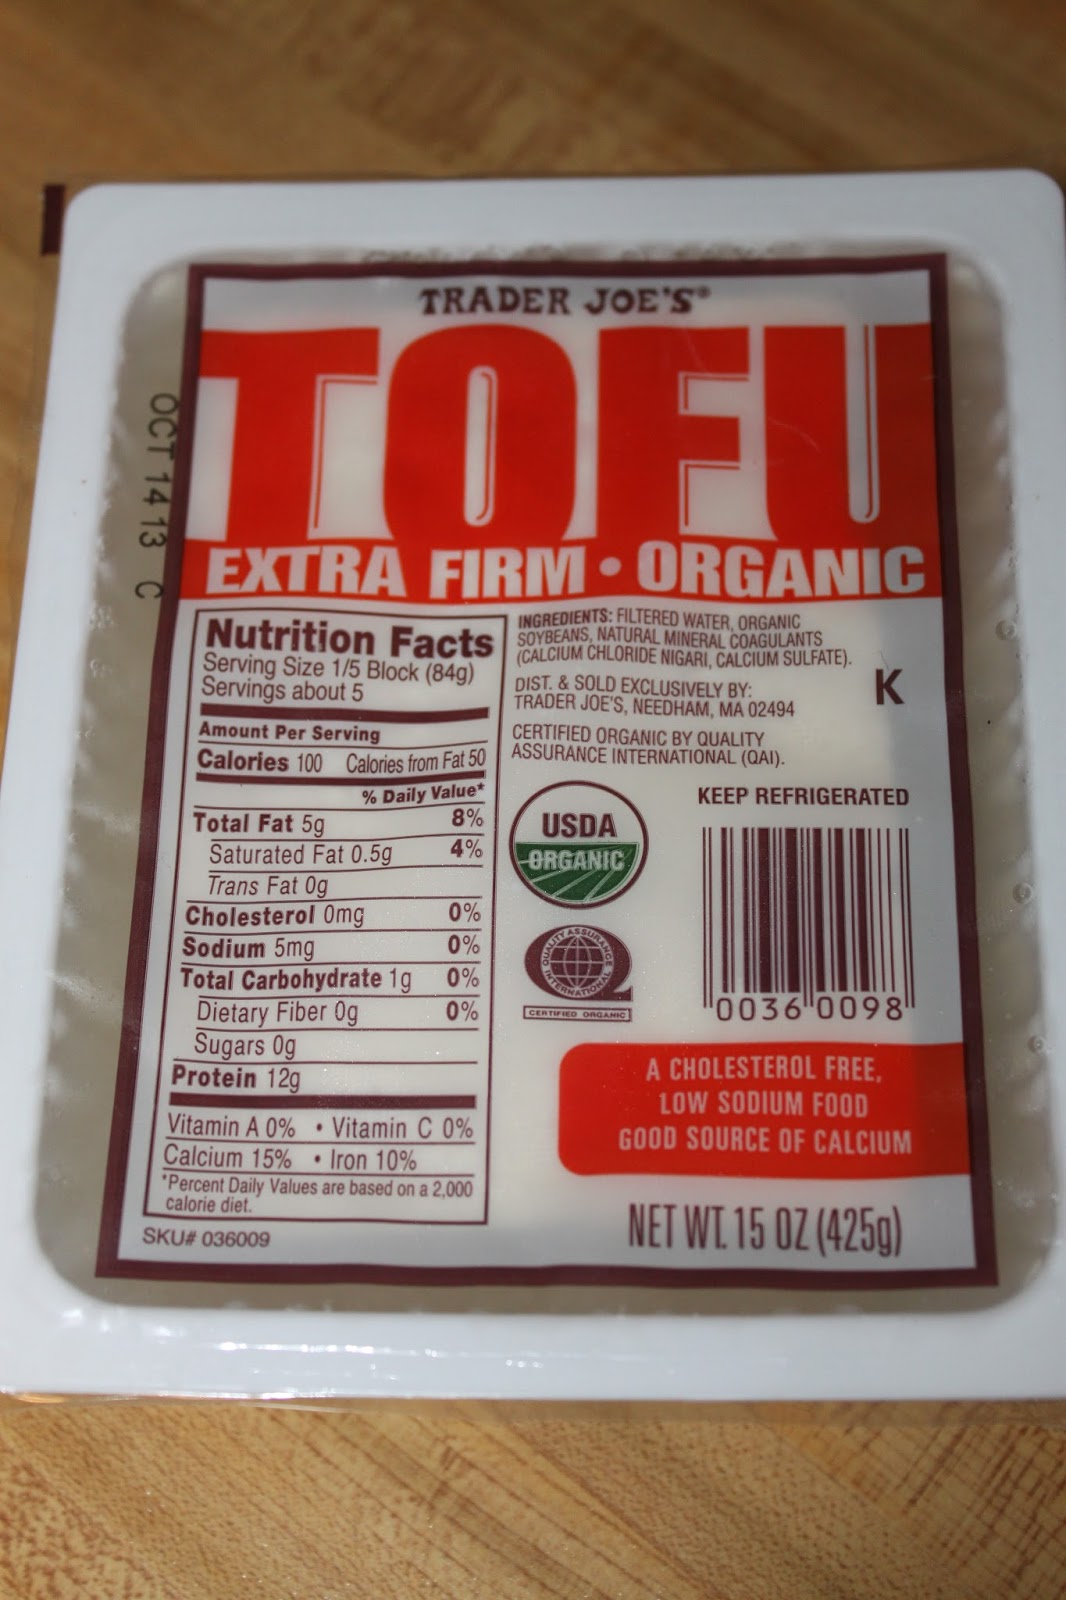 TRADER JOE'S®
TOFU
EXTRA FIRM • ORGANIC
OCT 14 13 C
Nutrition Facts
Serving Size 1/5 Block (84g)
Servings about 5
Amount Per Serving
Calories 100 Calories from Fat 50
% Daily Value*
Total Fat 5g 8%
Saturated Fat 0.5g 4%
Trans Fat 0g
Cholesterol 0mg 0%
Sodium 5mg 0%
Total Carbohydrate 1g 0%
Dietary Fiber 0g 0%
Sugars 0g
Protein 12g
Vitamin A 0% • Vitamin C 0%
Calcium 15% • Iron 10%
*Percent Daily Values are based on a 2,000
calorie diet.
SKU# 036009
INGREDIENTS: FILTERED WATER, ORGANIC
SOYBEANS, NATURAL MINERAL COAGULANTS
(CALCIUM CHLORIDE NIGARI, CALCIUM SULFATE).
K
DIST. & SOLD EXCLUSIVELY BY:
TRADER JOE'S, NEEDHAM, MA 02494
CERTIFIED ORGANIC BY QUALITY
ASSURANCE INTERNATIONAL (QAI).
KEEP REFRIGERATED
USDA
ORGANIC
QUALITY ASSURANCE
INTERNATIONAL
CERTIFIED ORGANIC
0036 0098
A CHOLESTEROL FREE,
LOW SODIUM FOOD
GOOD SOURCE OF CALCIUM
NET WT. 15 OZ (425g)